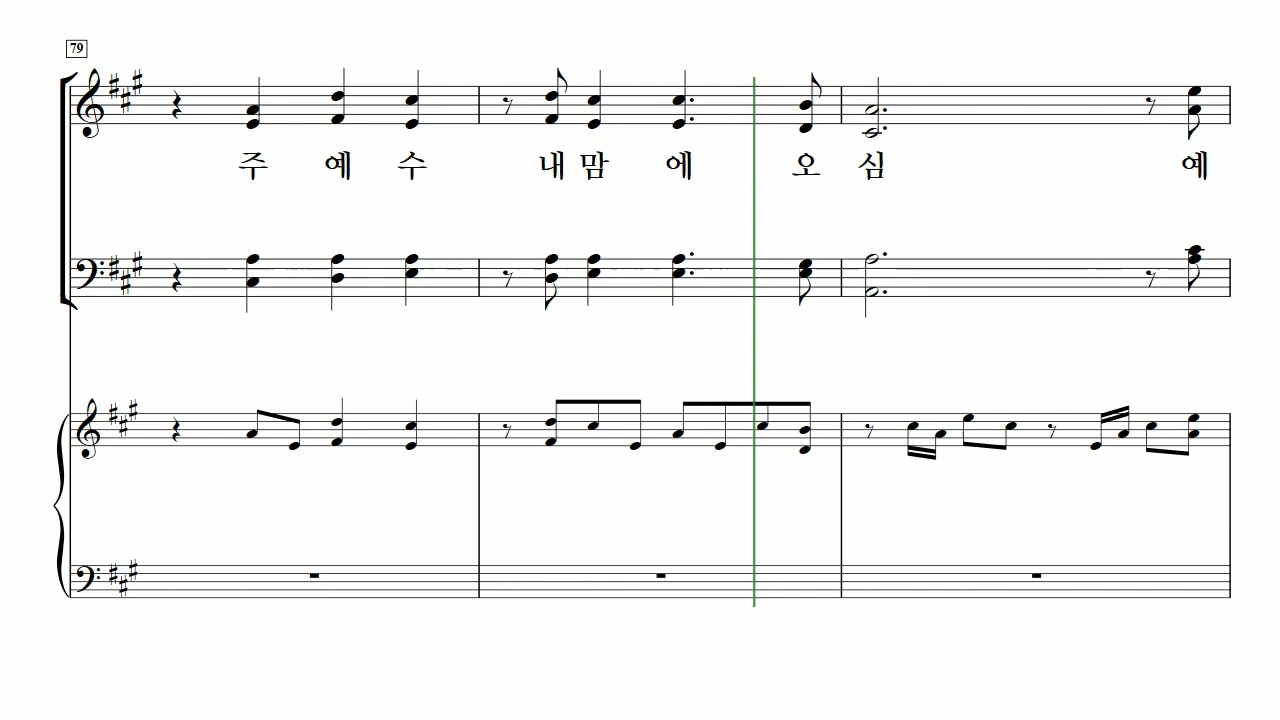 79
주 예 수 내 맘 에 오 심 예